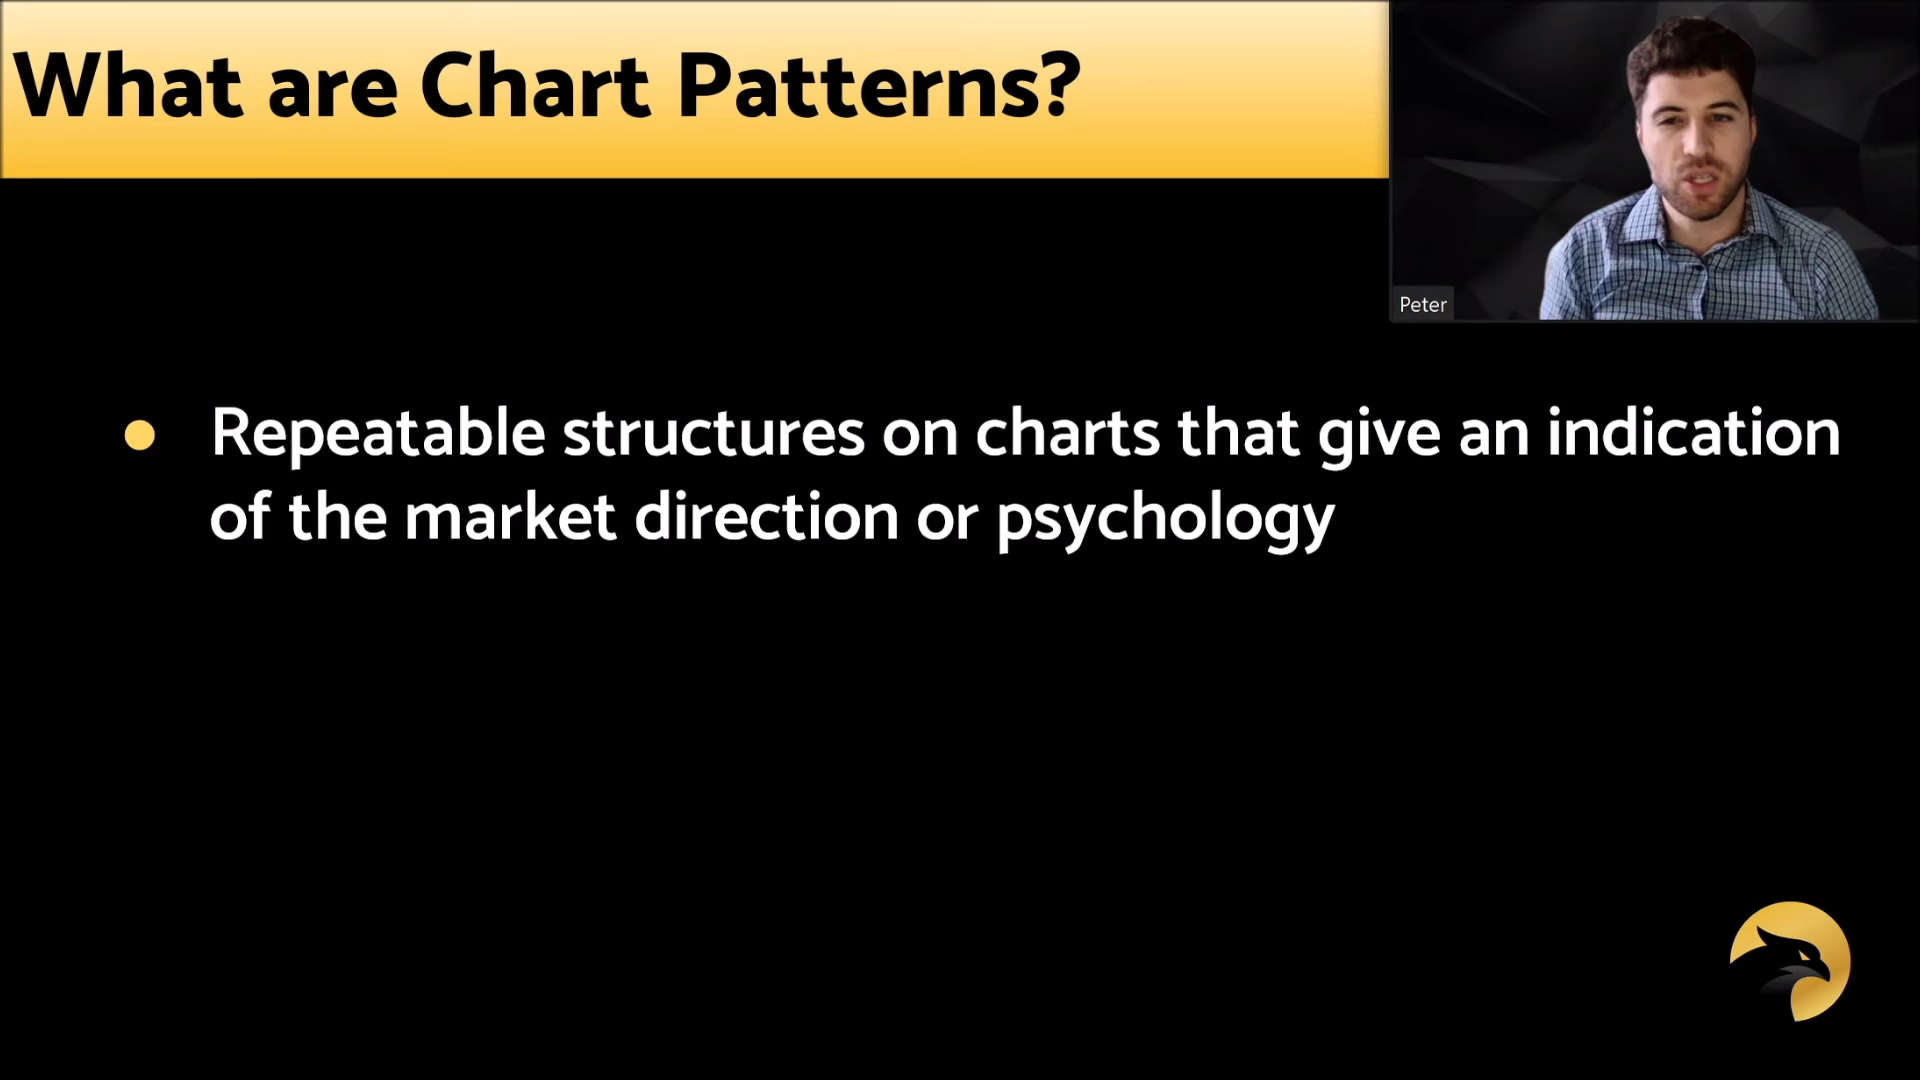 What are Chart Patterns?
Peter
Repeatable structures on charts that give an indication
of the market direction or psychology